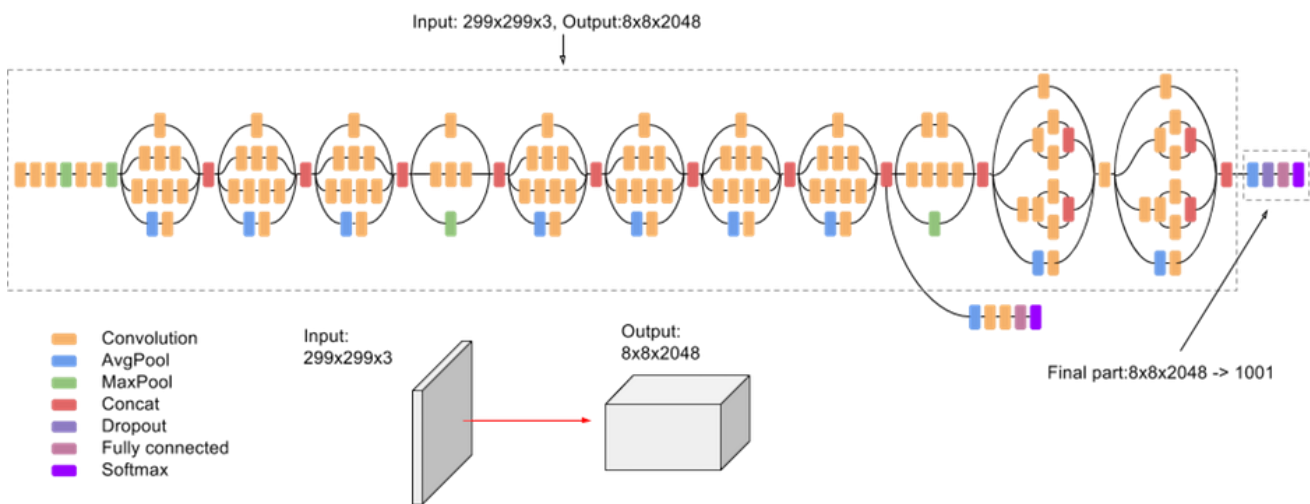 Input: 299x299x3, Output:8x8x2048
Convolution
AvgPool
MaxPool
Concat
Dropout
Fully connected
Softmax
Input:
299x299x3
Output:
8x8x2048
Final part:8x8x2048 -> 1001